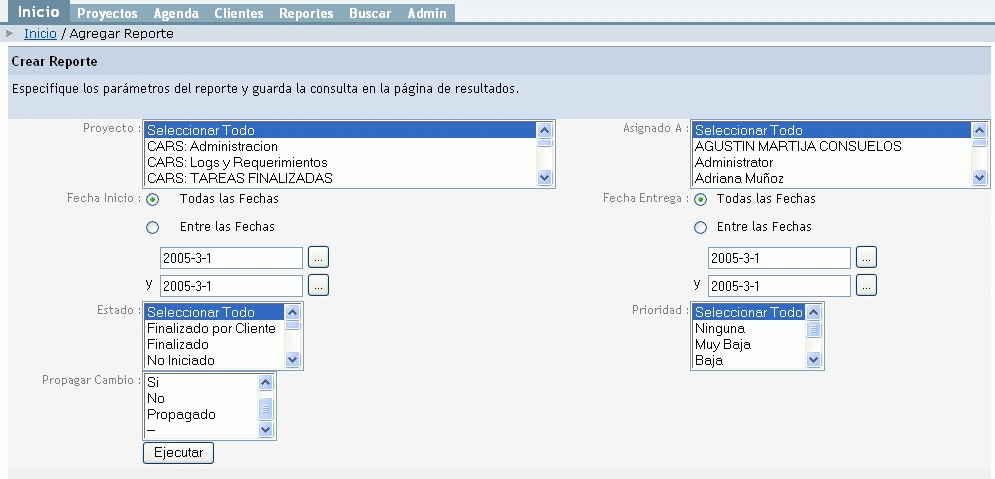 Inicio Proyectos Agenda Clientes Reportes Buscar Admin
Inicio / Agregar Reporte
Crear Reporte
Especifique los parámetros del reporte y guarda la consulta en la página de resultados.
Proyecto : Seleccionar Todo
CARS: Administracion
CARS: Logs y Requerimientos
CARS: TAREAS FINALIZADAS
Asignado A : Seleccionar Todo
AGUSTIN MARTIJA CONSUELOS
Administrator
Adriana Muñoz
Fecha Inicio : Todas las Fechas
Entre las Fechas
2005-3-1 ...
y 2005-3-1 ...
Fecha Entrega : Todas las Fechas
Entre las Fechas
2005-3-1 ...
y 2005-3-1 ...
Estado : Seleccionar Todo
Finalizado por Cliente
Finalizado
No Iniciado
Prioridad : Seleccionar Todo
Ninguna
Muy Baja
Baja
Propagar Cambio : Si
No
Propagado
--
Ejecutar